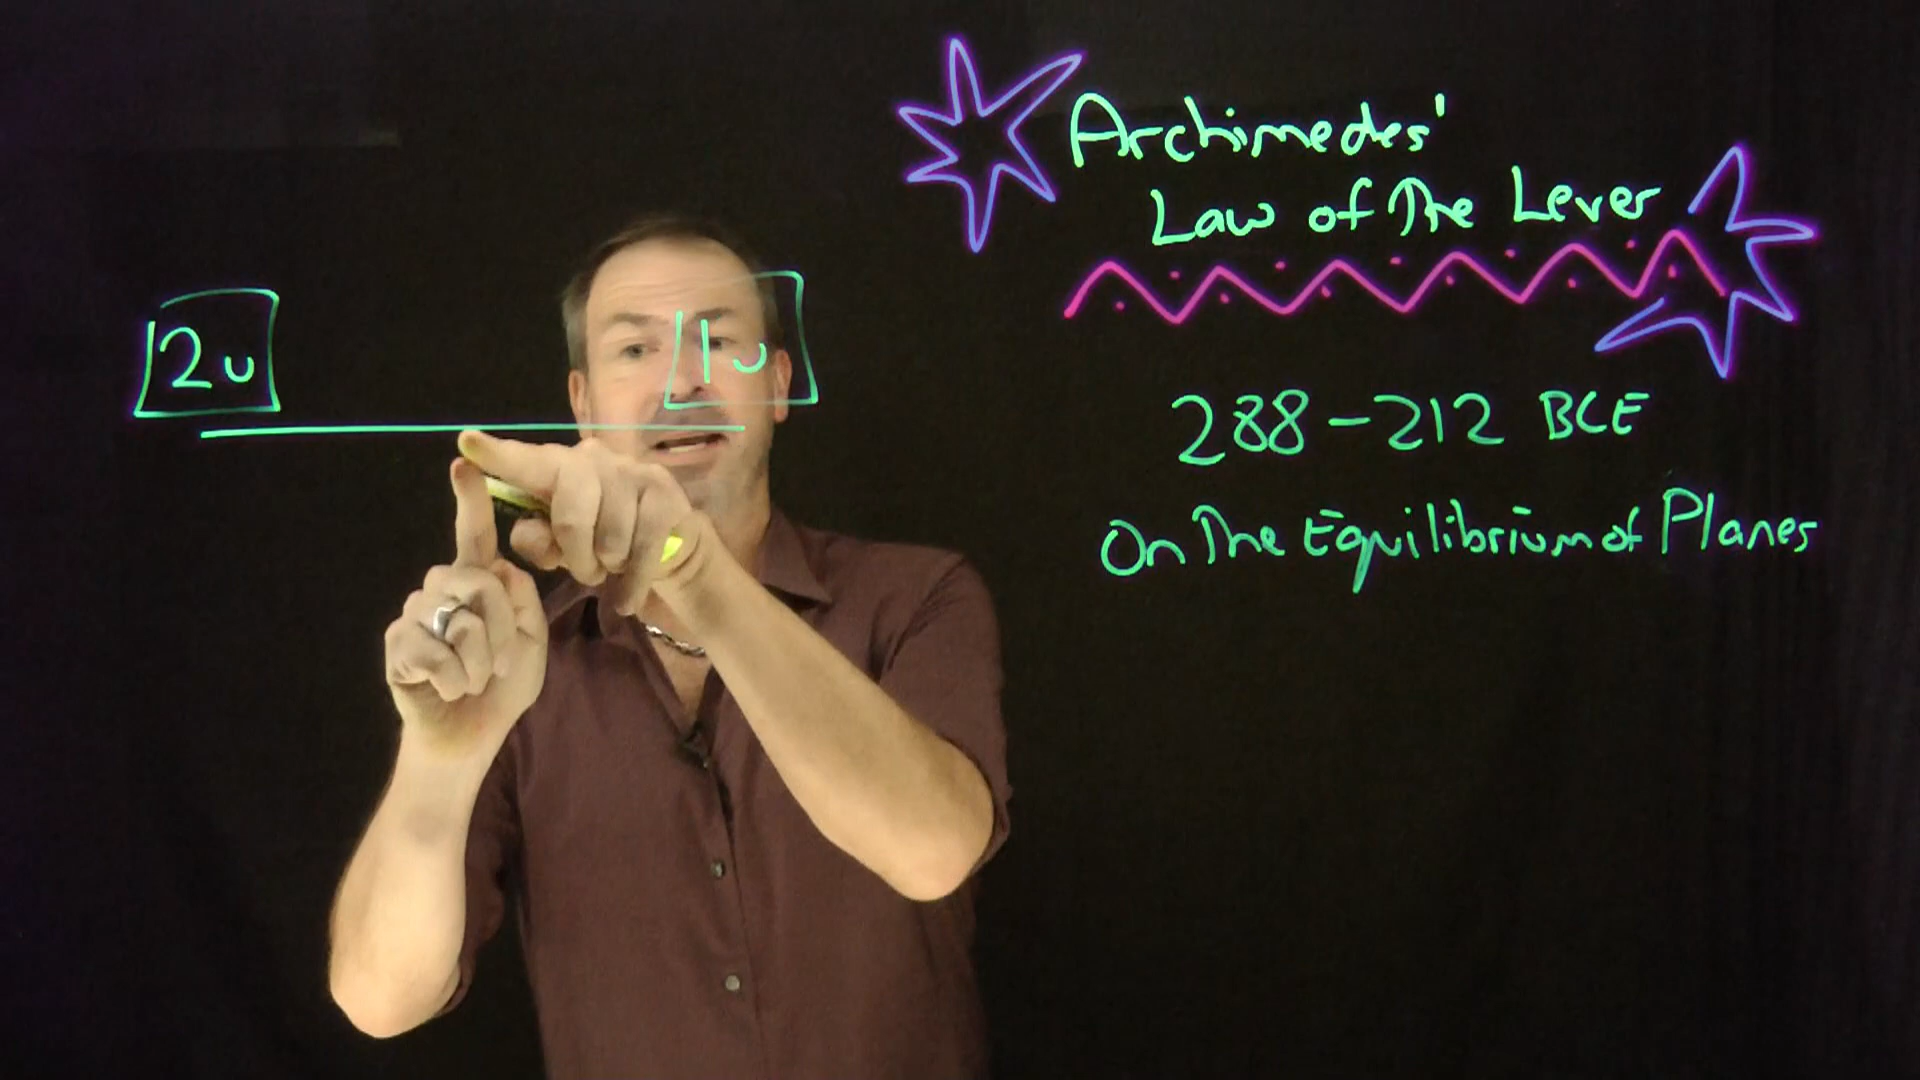 Archimedes'
Law of The Lever
2u
1u
288-212 BCE
On The Equilibrium of Planes